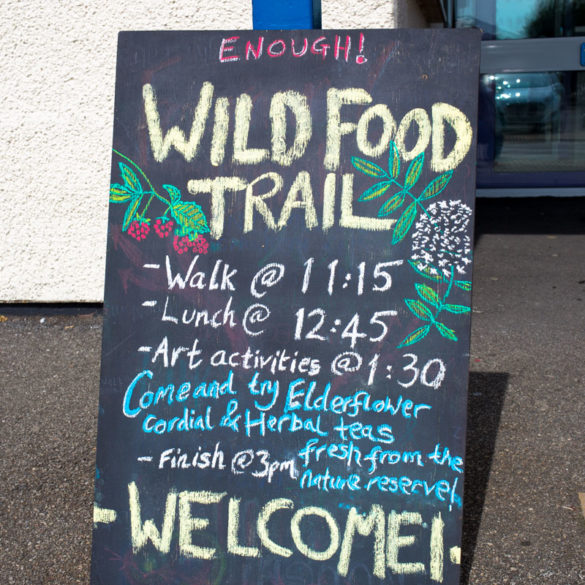 ENOUGH!
WILD FOOD
TRAIL
- Walk @ 11:15
- Lunch @ 12:45
- Art activities @ 1:30
Come and try Elderflower
cordial & Herbal teas
fresh from the
nature reserve!
- Finish @ 3pm
- WELCOME!